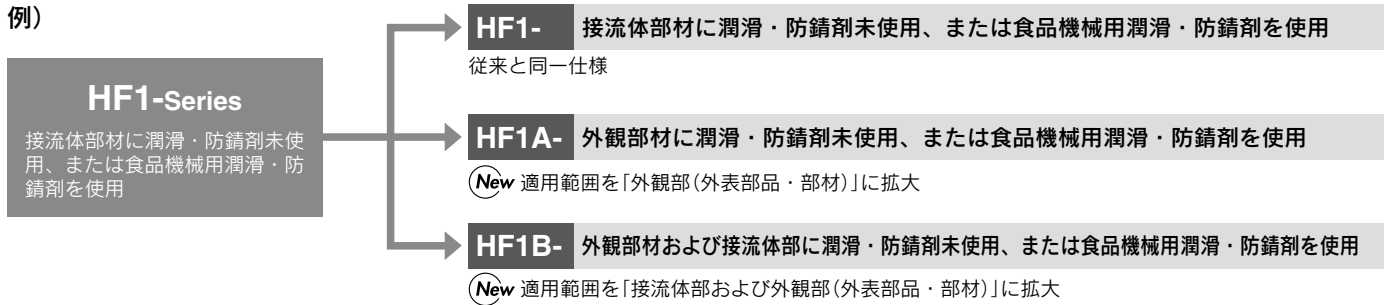 例）
HF1-Series
接流体部材に潤滑・防錆剤未使
用、または食品機械用潤滑・防
錆剤を使用
HF1- 接流体部材に潤滑・防錆剤未使用、または食品機械用潤滑・防錆剤を使用
従来と同一仕様
HF1A- 外観部材に潤滑・防錆剤未使用、または食品機械用潤滑・防錆剤を使用
New 適用範囲を「外観部（外表部品・部材）」に拡大
HF1B- 外観部材および接流体部に潤滑・防錆剤未使用、または食品機械用潤滑・防錆剤を使用
New 適用範囲を「接流体部および外観部（外表部品・部材）」に拡大